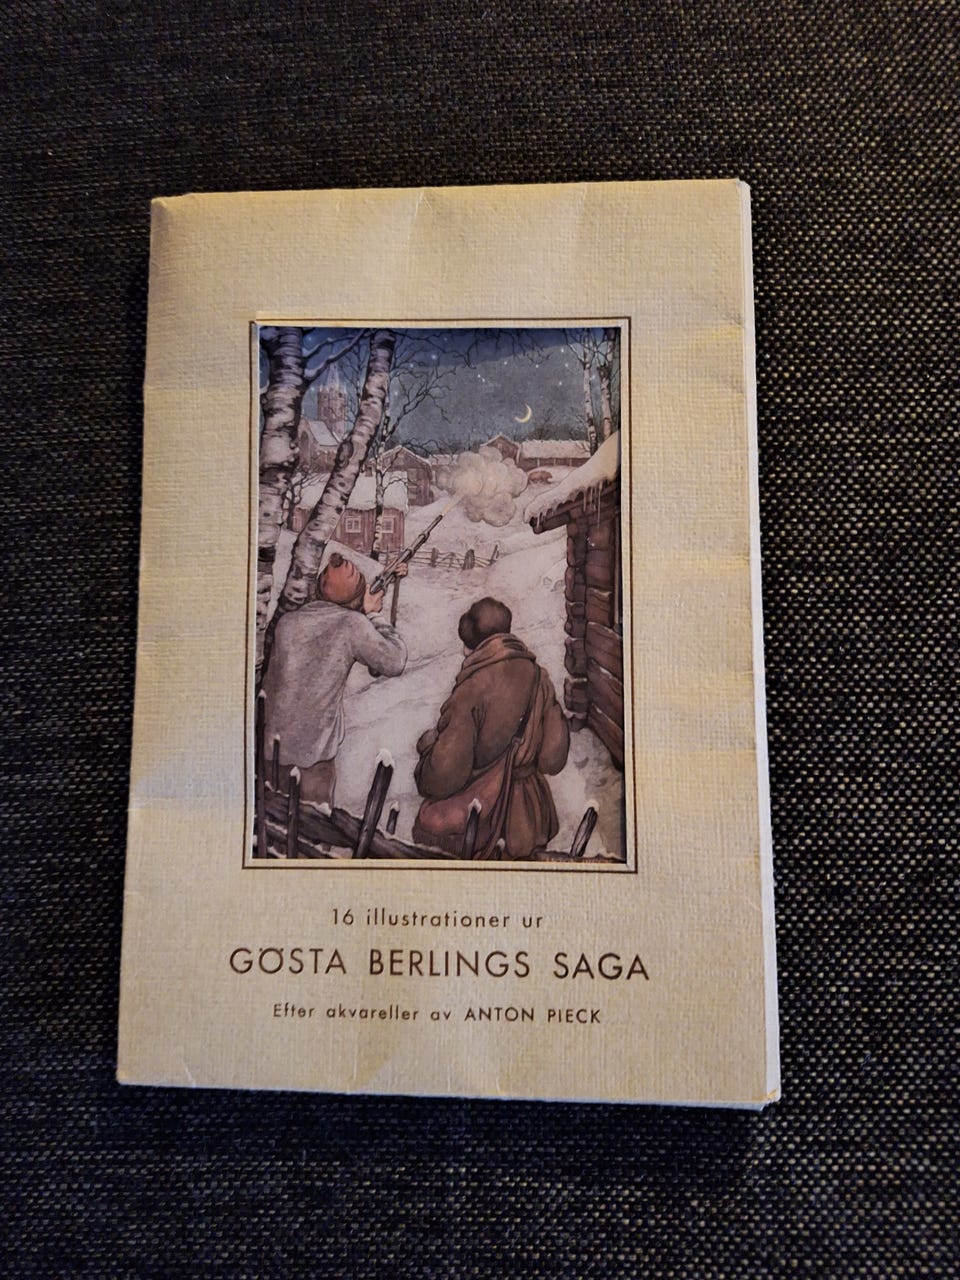 16 illustrationer ur
GÖSTA BERLINGS SAGA
Efter akvareller av ANTON PIECK